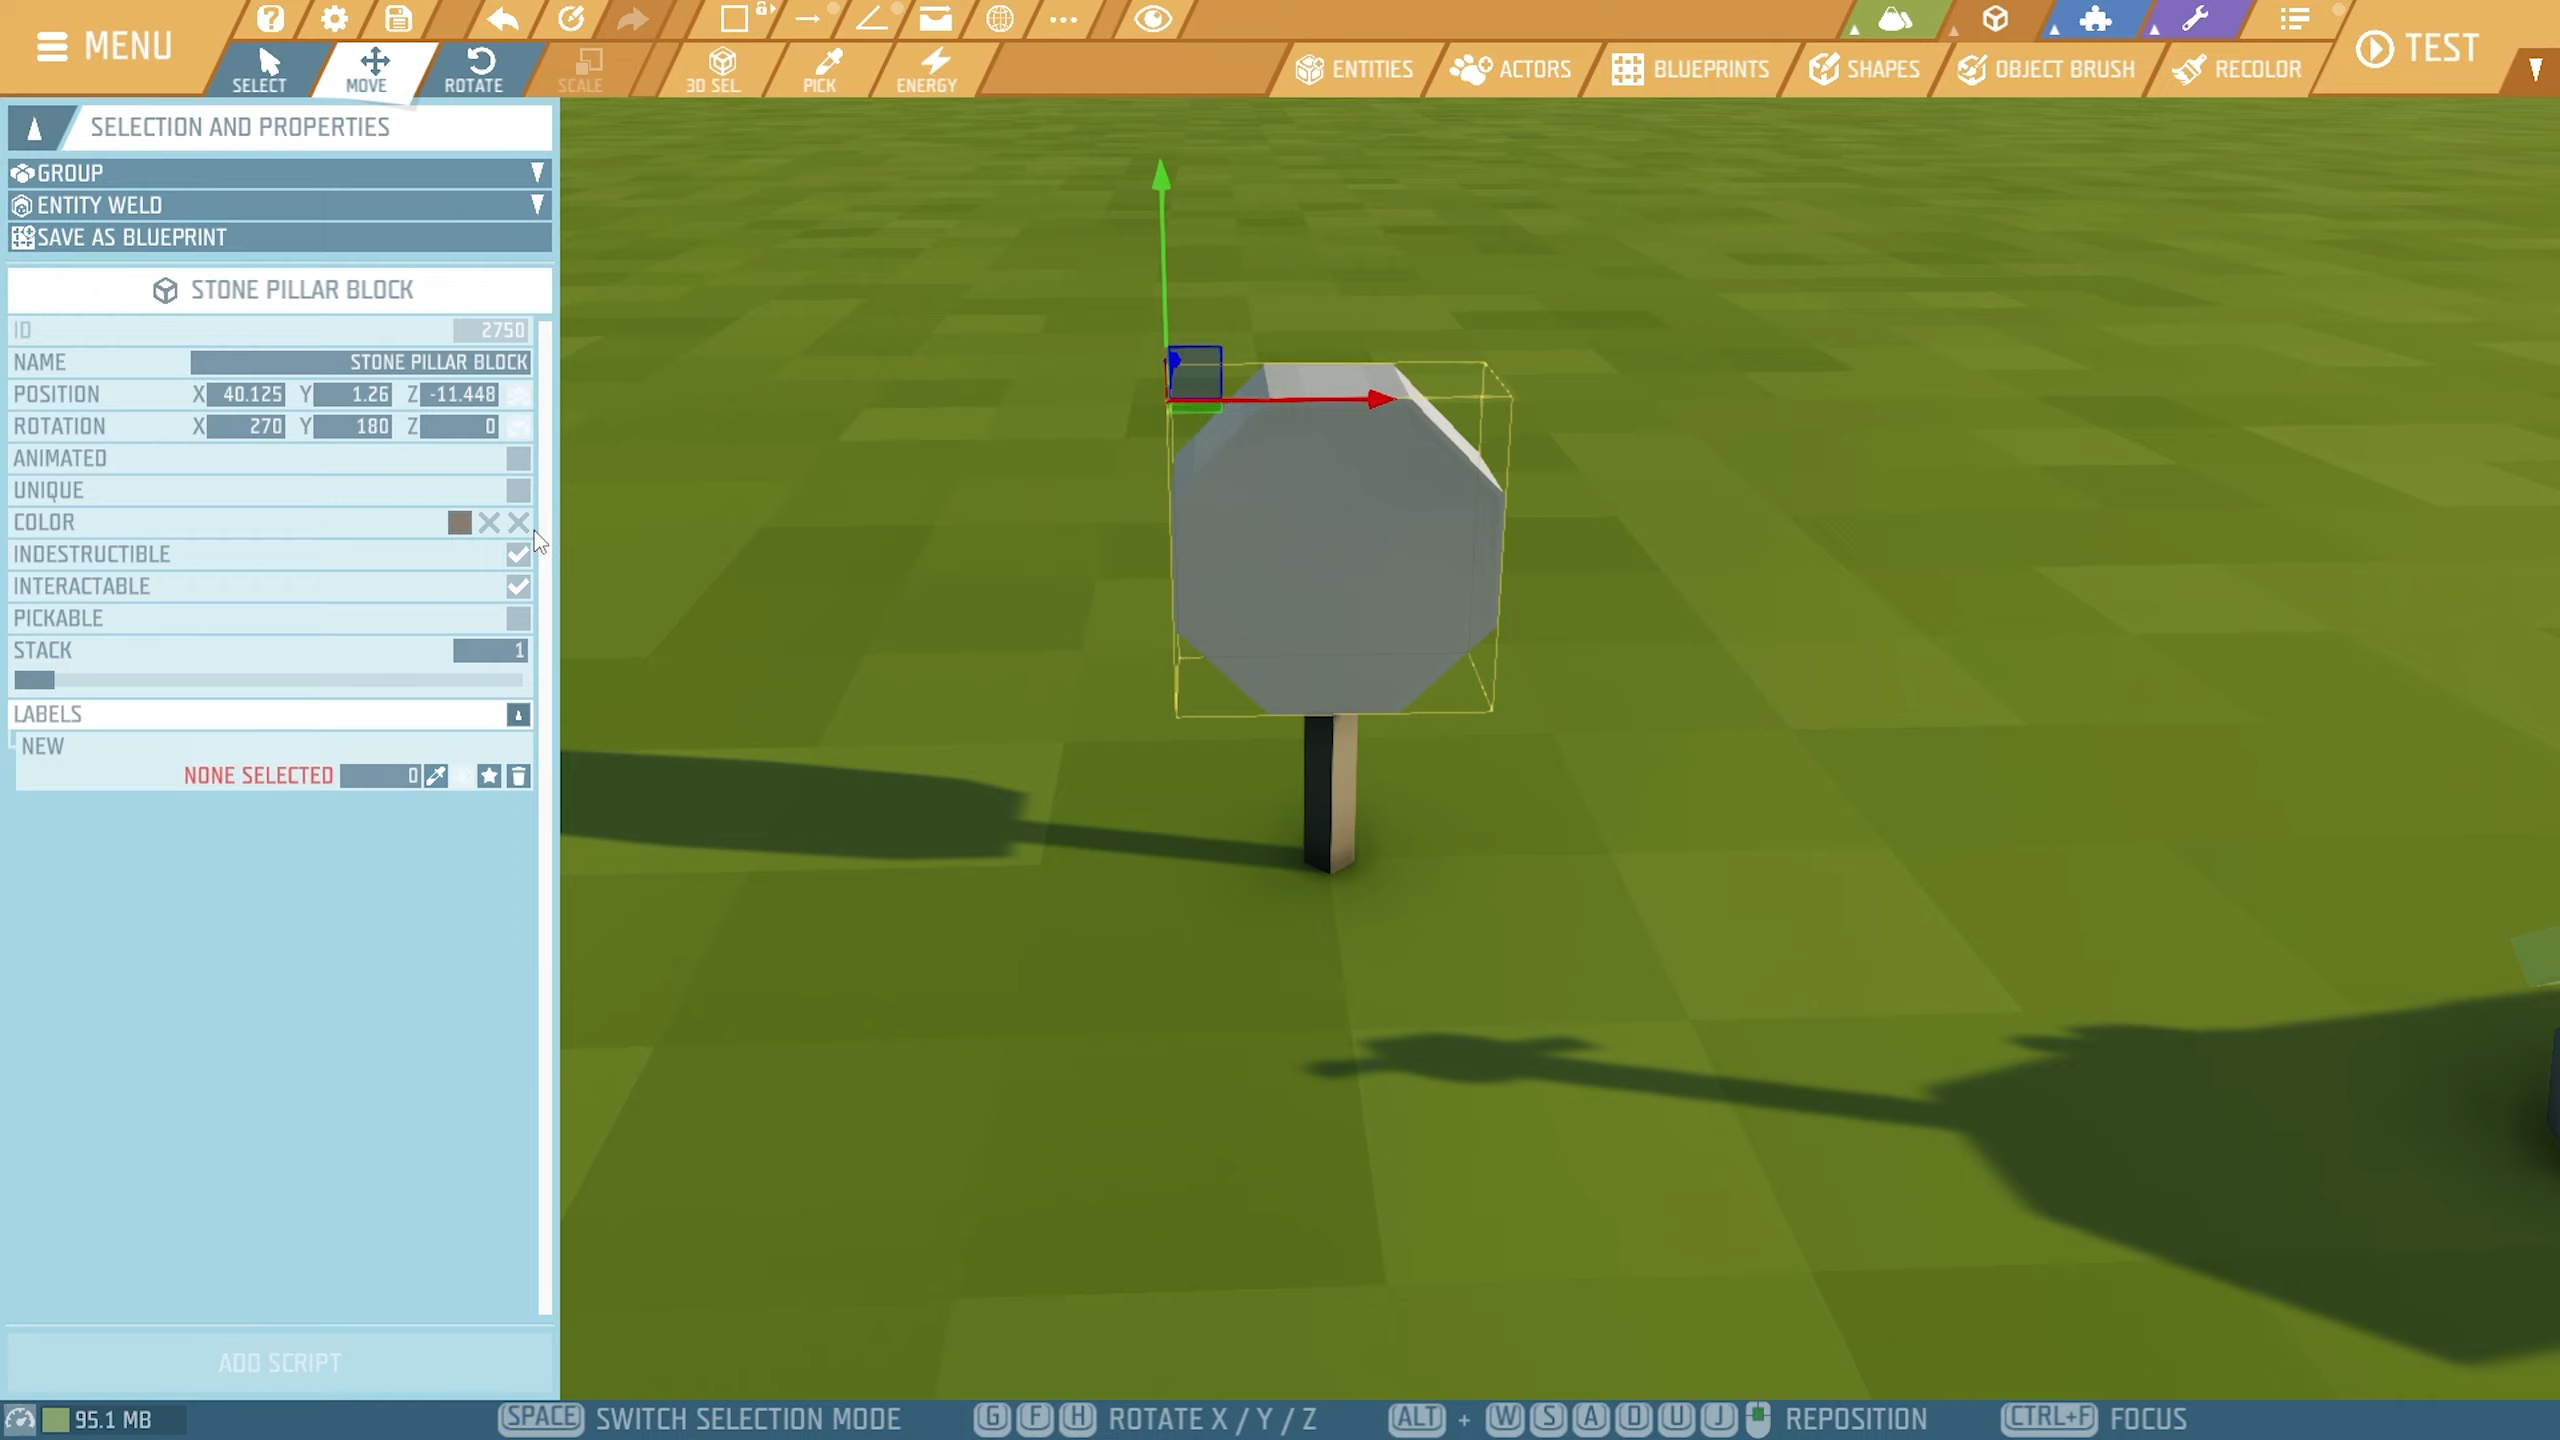 MENU
SELECT
MOVE
ROTATE
SCALE
3D SEL.
PICK
ENERGY
ENTITIES
ACTORS
BLUEPRINTS
SHAPES
OBJECT BRUSH
RECOLOR
TEST
SELECTION AND PROPERTIES
GROUP
ENTITY WELD
SAVE AS BLUEPRINT
STONE PILLAR BLOCK
ID 2750
NAME STONE PILLAR BLOCK
POSITION X 40.125 Y 1.26 Z -11.448
ROTATION X 270 Y 180 Z 0
ANIMATED
UNIQUE
COLOR
INDESTRUCTIBLE
INTERACTABLE
PICKABLE
STACK 1
LABELS
NEW
NONE SELECTED 0
ADD SCRIPT
95.1 MB
SPACE SWITCH SELECTION MODE
G F H ROTATE X / Y / Z
ALT + W S A D U J REPOSITION
CTRL+F FOCUS